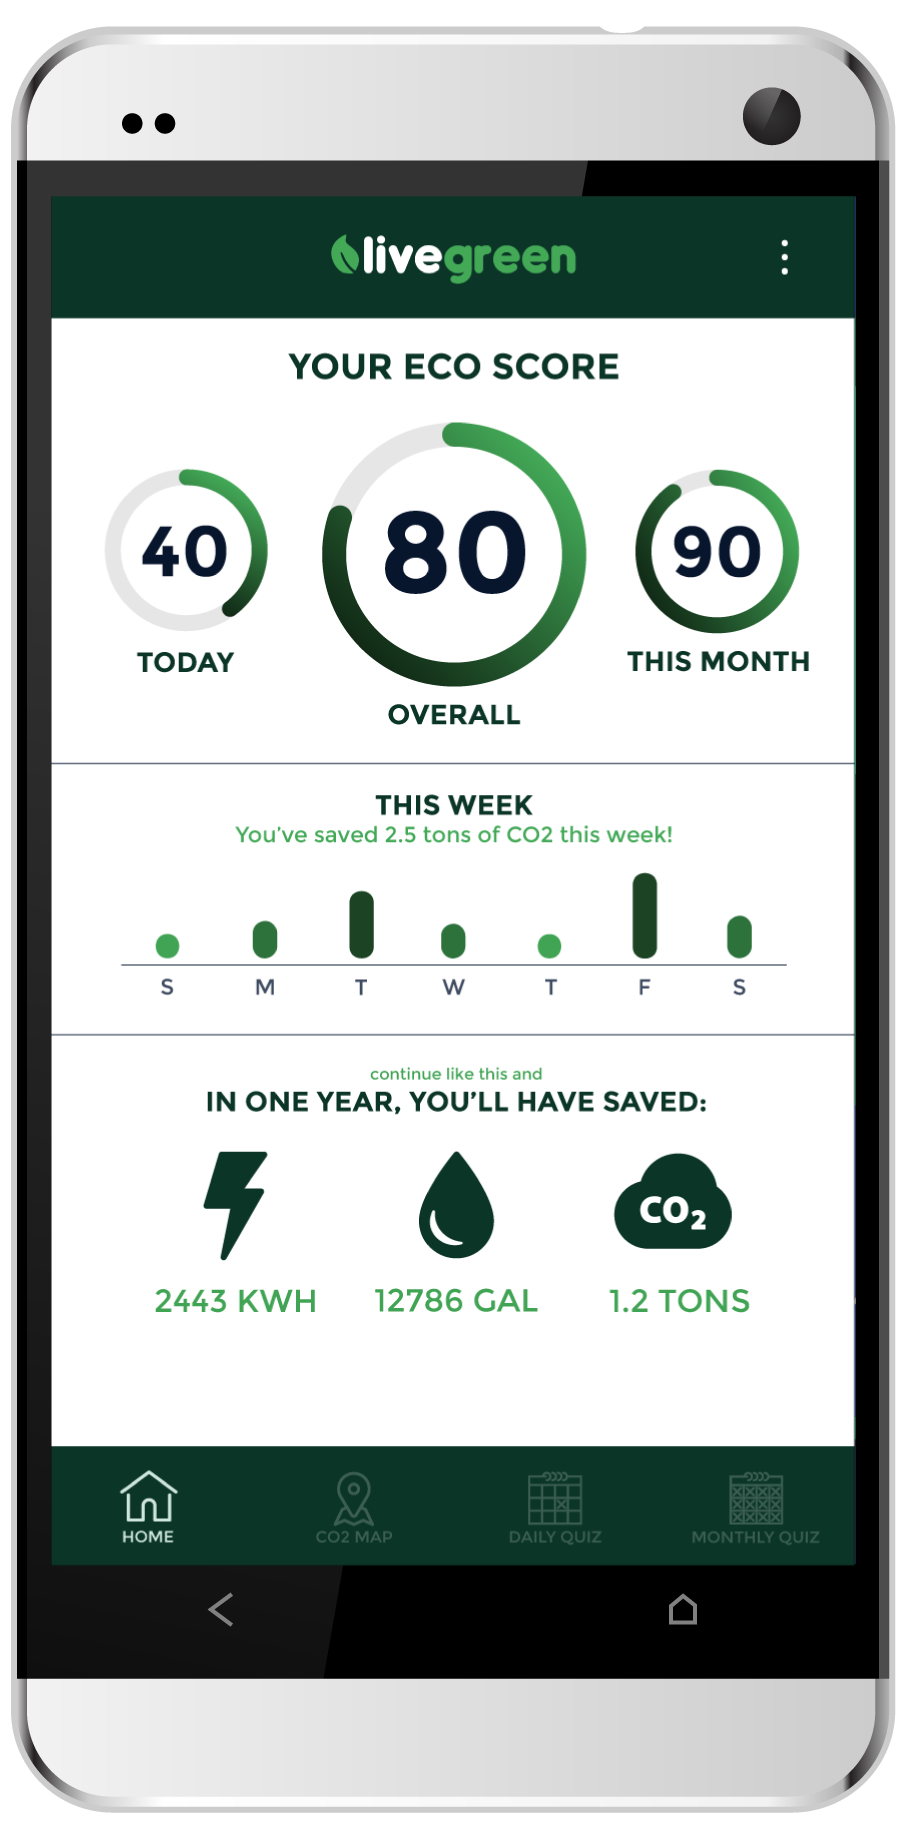 livegreen
YOUR ECO SCORE
40
80
90
TODAY
THIS MONTH
OVERALL
THIS WEEK
You've saved 2.5 tons of CO2 this week!
S M T W T F S
continue like this and
IN ONE YEAR, YOU'LL HAVE SAVED:
CO₂
2443 KWH 12786 GAL 1.2 TONS
HOME CO2 MAP DAILY QUIZ MONTHLY QUIZ